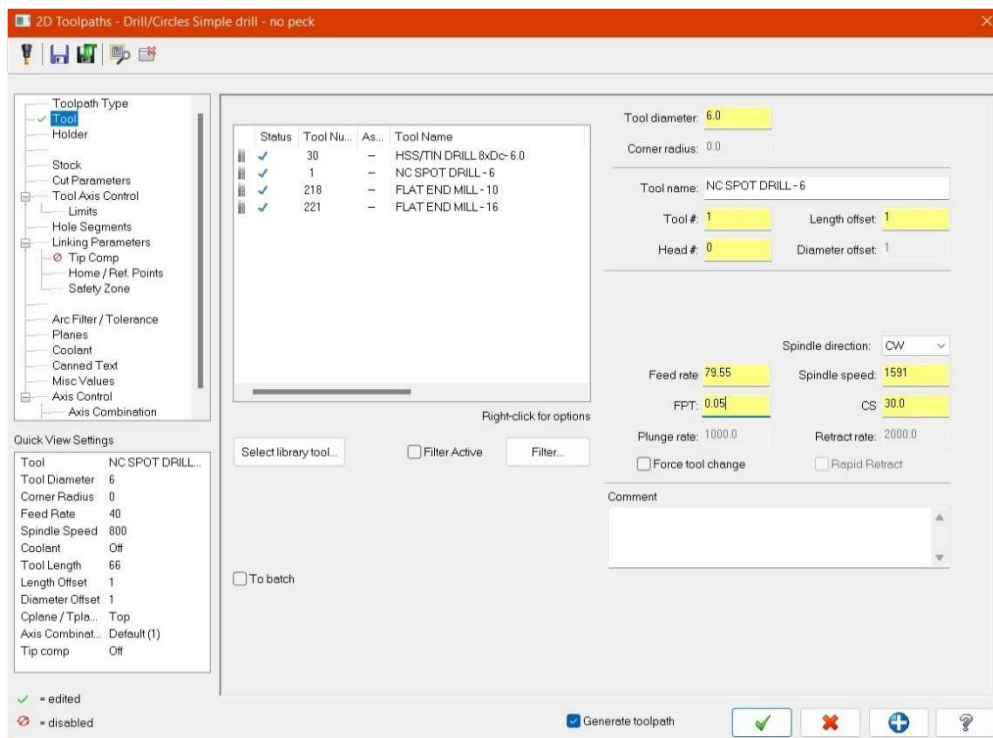 2D Toolpaths - Drill/Circles Simple drill - no peck
Toolpath Type
Tool
Holder
Stock
Cut Parameters
Tool Axis Control
Limits
Hole Segments
Linking Parameters
Tip Comp
Home / Ref. Points
Safety Zone
Arc Filter / Tolerance
Planes
Coolant
Canned Text
Misc Values
Axis Control
Axis Combination
Quick View Settings
Tool NC SPOT DRILL...
Tool Diameter 6
Corner Radius 0
Feed Rate 40
Spindle Speed 800
Coolant Off
Tool Length 66
Length Offset 1
Diameter Offset 1
Cplane / Tpla... Top
Axis Combinat... Default (1)
Tip comp Off
= edited
= disabled
Status Tool Nu... As... Tool Name
30 – HSS/TIN DRILL 8xDc- 6.0
1 – NC SPOT DRILL - 6
218 – FLAT END MILL - 10
221 – FLAT END MILL - 16
Right-click for options
Select library tool...
Filter Active
Filter...
To batch
Tool diameter: 6.0
Corner radius: 0.0
Tool name: NC SPOT DRILL - 6
Tool #: 1 Length offset: 1
Head #: 0 Diameter offset: 1
Spindle direction: CW
Feed rate 79.55 Spindle speed: 1591
FPT: 0.05 CS 30.0
Plunge rate: 1000.0 Retract rate: 2000.0
Force tool change Rapid Retract
Comment
Generate toolpath